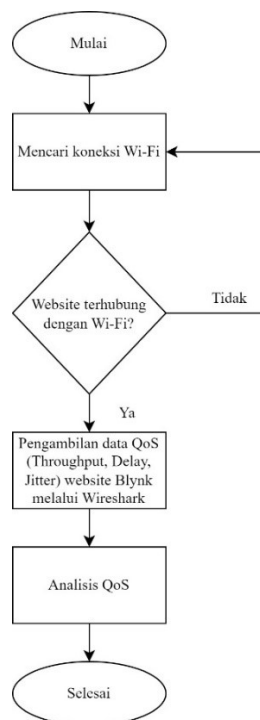 Mulai
Mencari koneksi Wi-Fi
Website terhubung
dengan Wi-Fi?
Tidak
Ya
Pengambilan data QoS
(Throughput, Delay,
Jitter) website Blynk
melalui Wireshark
Analisis QoS
Selesai